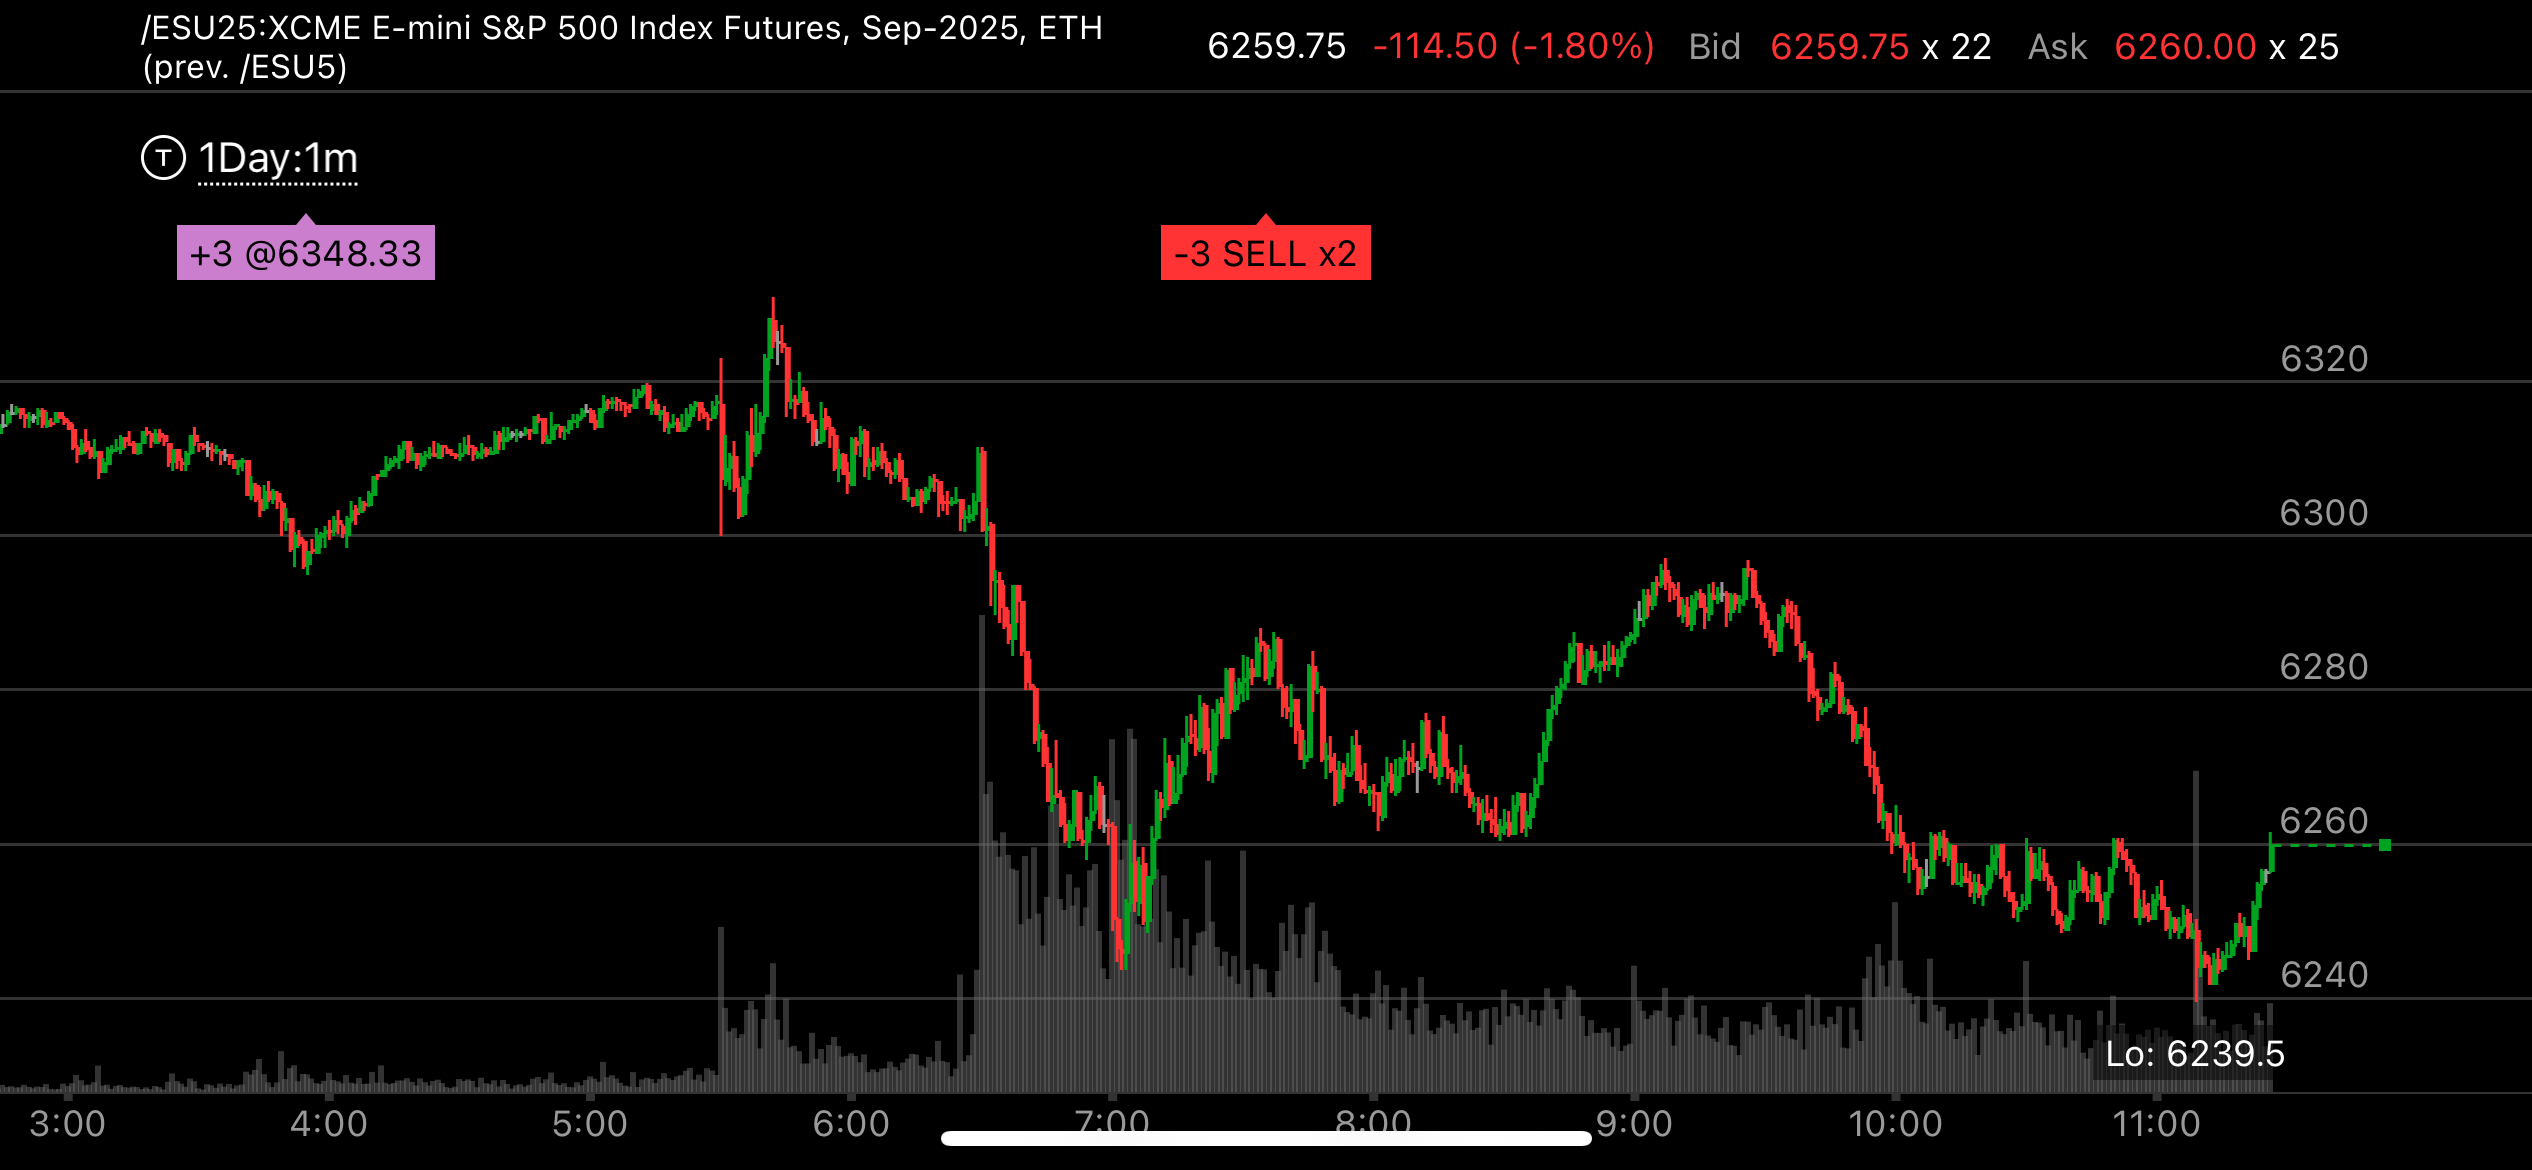 /ESU25:XCME E-mini S&P 500 Index Futures, Sep-2025, ETH
(prev. /ESU5)
6259.75 -114.50 (-1.80%) Bid 6259.75 x 22 Ask 6260.00 x 25
T 1Day:1m
+3 @6348.33
-3 SELL x2
6320
6300
6280
6260
6240
Lo: 6239.5
3:00 4:00 5:00 6:00 7:00 8:00 9:00 10:00 11:00